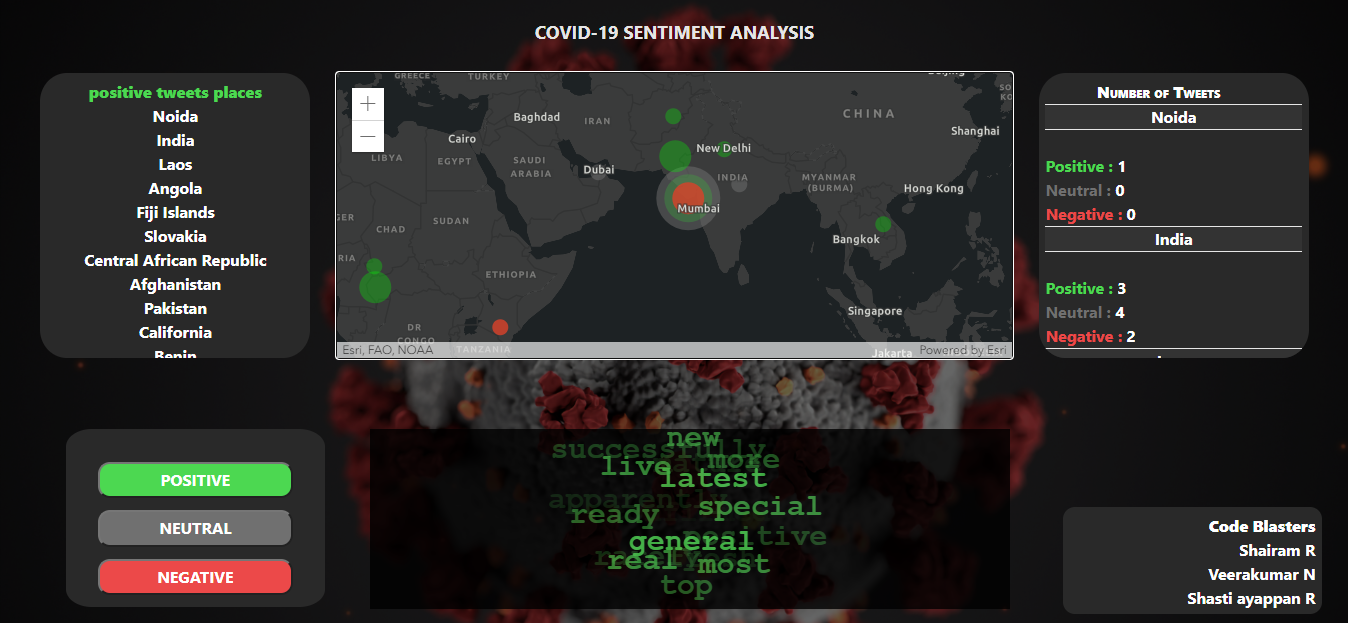 COVID-19 SENTIMENT ANALYSIS
positive tweets places
Noida
India
Laos
Angola
Fiji Islands
Slovakia
Central African Republic
Afghanistan
Pakistan
California
Benin
+
−
GREECE
TURKEY
Beijing
Baghdad
IRAN
CHINA
Cairo
Shanghai
LIBYA
EGYPT
SAUDI
ARABIA
Dubai
New Delhi
INDIA
MYANMAR
(BURMA)
Hong Kong
Mumbai
SUDAN
CHAD
Bangkok
ETHIOPIA
Singapore
DR
CONGO
TANZANIA
Jakarta
Esri, FAO, NOAA
Powered by Esri
Number of Tweets
Noida
Positive : 1
Neutral : 0
Negative : 0
India
Positive : 3
Neutral : 4
Negative : 2
POSITIVE
NEUTRAL
NEGATIVE
new
successfully
live
more
latest
apparently
special
ready
positive
general
real
most
top
Code Blasters
Shairam R
Veerakumar N
Shasti ayappan R